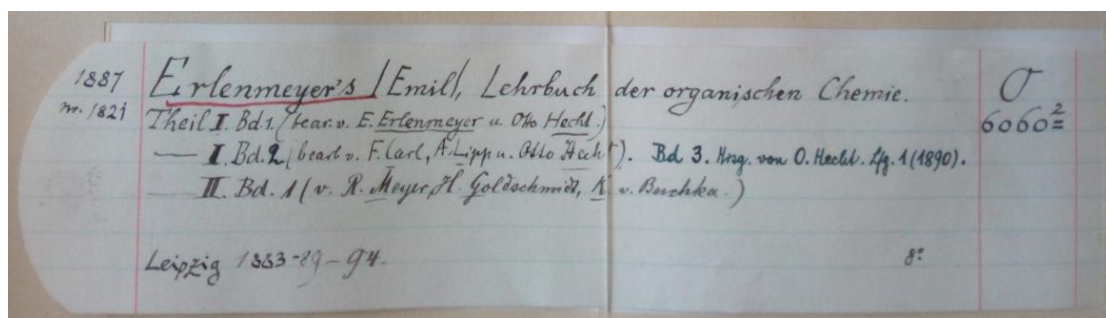 1887 Erlenmeyer's (Emil), Lehrbuch der organischen Chemie. O
nr. 1821 Theil I. Bd. 1. (bear. v. E. Erlenmeyer u. Otto Hecht.) 6060²
— I. Bd. 2 (bearb v. F. Carl, A. Lipp u. Otto Hecht). Bd 3. Hrsg. von O. Hecht. Lfg. 1 (1890).
— II. Bd. 1 (v. R. Meyer, H. Goldschmidt, K. v. Buchka.)
Leipzig 1883-89-94. 8°